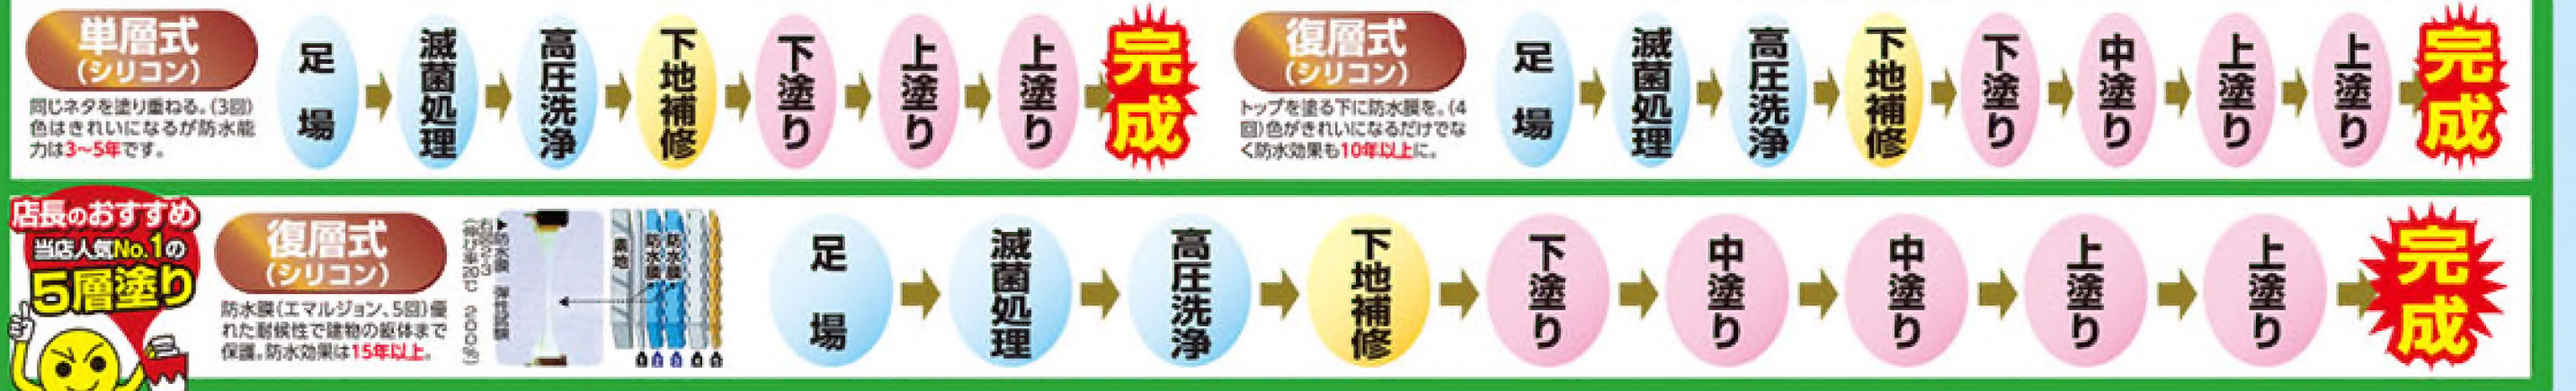 単層式
(シリコン)
同じネタを塗り重ねる。(3回)
色はきれいになるが防水能
力は3~5年です。
足場
滅菌処理
高圧洗浄
下地補修
下塗り
上塗り
上塗り
完成
復層式
(シリコン)
トップを塗る下に防水膜を。(4
回)色がきれいになるだけでな
く防水効果も10年以上に。
足場
滅菌処理
高圧洗浄
下地補修
下塗り
中塗り
上塗り
上塗り
完成
店長のおすすめ
当店人気No.1の
5層塗り
復層式
(シリコン)
防水膜(エマルジョン、5回)優
れた耐候性で建物の躯体まで
保護。防水効果は15年以上。
防水膜
(伸び率20℃ 200%)
素地
防水膜
防水膜
足場
滅菌処理
高圧洗浄
下地補修
下塗り
中塗り
中塗り
上塗り
上塗り
完成